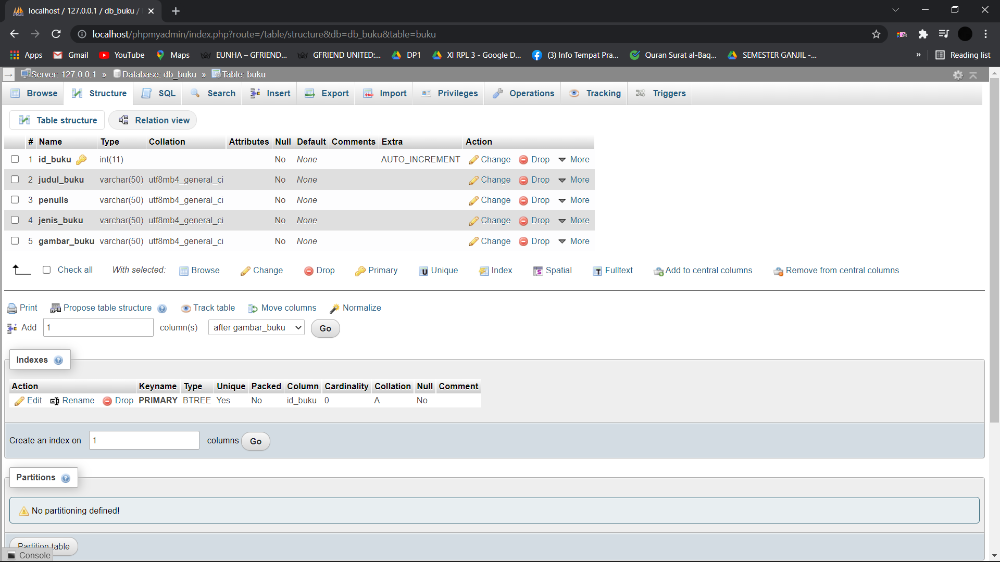 localhost / 127.0.0.1 / db_buku /
localhost/phpmyadmin/index.php?route=/table/structure&db=db_buku&table=buku
Apps Gmail YouTube Maps EUNHA – GFRIEND... GFRIEND UNITED:... DP1 XI RPL 3 - Google D... (3) Info Tempat Pra... Quran Surat al-Baq... SEMESTER GANJIL -... » Reading list
Server: 127.0.0.1 » Database: db_buku » Table: buku
Browse Structure SQL Search Insert Export Import Privileges Operations Tracking Triggers
Table structure Relation view
# Name Type Collation Attributes Null Default Comments Extra Action
1 id_buku int(11) No None AUTO_INCREMENT Change Drop More
2 judul_buku varchar(50) utf8mb4_general_ci No None Change Drop More
3 penulis varchar(50) utf8mb4_general_ci No None Change Drop More
4 jenis_buku varchar(50) utf8mb4_general_ci No None Change Drop More
5 gambar_buku varchar(50) utf8mb4_general_ci No None Change Drop More
Check all With selected: Browse Change Drop Primary Unique Index Spatial Fulltext Add to central columns Remove from central columns
Print Propose table structure Track table Move columns Normalize
Add 1 column(s) after gambar_buku Go
Indexes
Action Keyname Type Unique Packed Column Cardinality Collation Null Comment
Edit Rename Drop PRIMARY BTREE Yes No id_buku 0 A No
Create an index on 1 columns Go
Partitions
No partitioning defined!
Partition table
Console